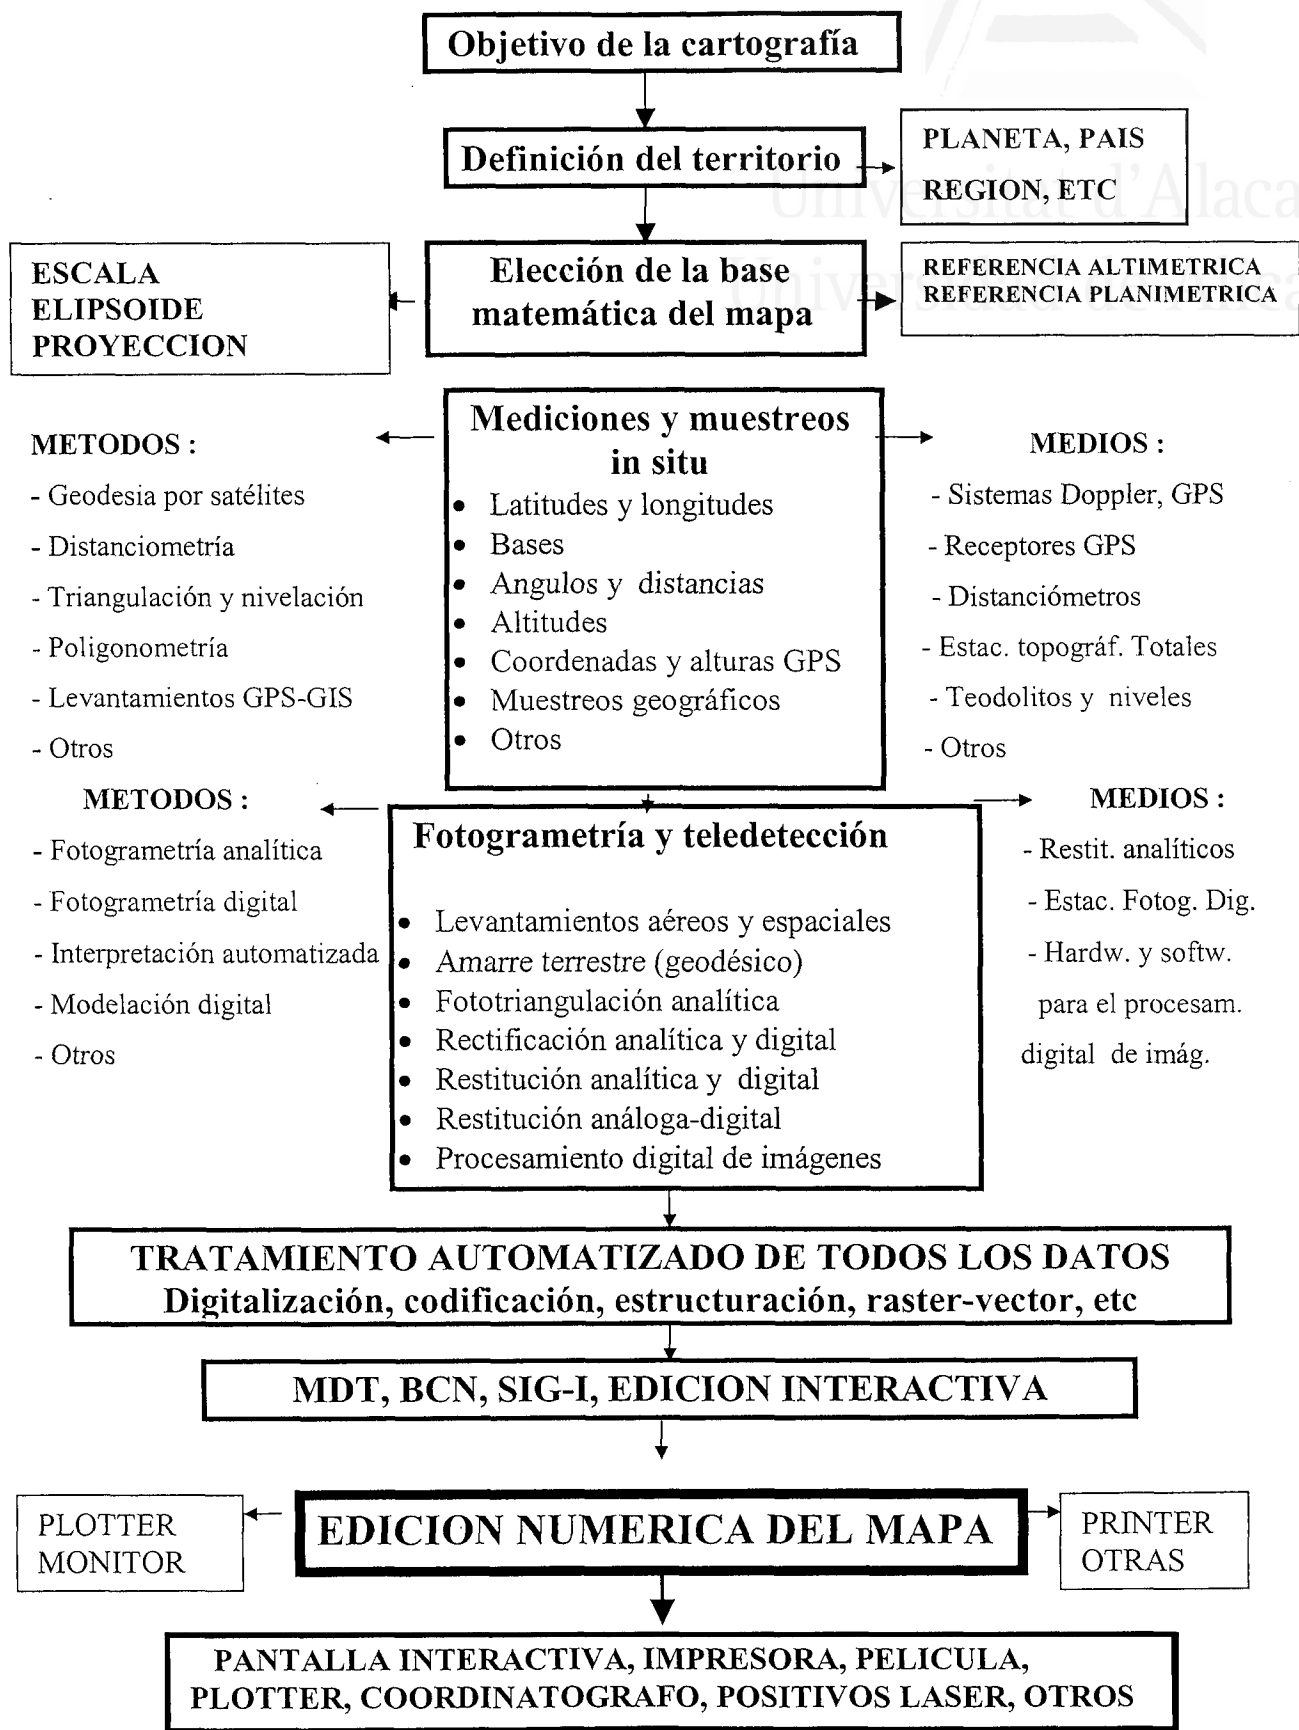 Objetivo de la cartografía
Definición del territorio
PLANETA, PAIS
REGION, ETC
Universitat d'Alaca
ESCALA
ELIPSOIDE
PROYECCION
Elección de la base
matemática del mapa
REFERENCIA ALTIMETRICA
REFERENCIA PLANIMETRICA
METODOS :
- Geodesia por satélites
- Distanciometría
- Triangulación y nivelación
- Poligonometría
- Levantamientos GPS-GIS
- Otros
Mediciones y muestreos
in situ
• Latitudes y longitudes
• Bases
• Angulos y distancias
• Altitudes
• Coordenadas y alturas GPS
• Muestreos geográficos
• Otros
MEDIOS :
- Sistemas Doppler, GPS
- Receptores GPS
- Distanciómetros
- Estac. topográf. Totales
- Teodolitos y niveles
- Otros
METODOS :
- Fotogrametría analítica
- Fotogrametría digital
- Interpretación automatizada
- Modelación digital
- Otros
Fotogrametría y teledetección
• Levantamientos aéreos y espaciales
• Amarre terrestre (geodésico)
• Fototriangulación analítica
• Rectificación analítica y digital
• Restitución analítica y digital
• Restitución análoga-digital
• Procesamiento digital de imágenes
MEDIOS :
- Restit. analíticos
- Estac. Fotog. Dig.
- Hardw. y softw.
para el procesam.
digital de imág.
TRATAMIENTO AUTOMATIZADO DE TODOS LOS DATOS
Digitalización, codificación, estructuración, raster-vector, etc
MDT, BCN, SIG-I, EDICION INTERACTIVA
PLOTTER
MONITOR
EDICION NUMERICA DEL MAPA
PRINTER
OTRAS
PANTALLA INTERACTIVA, IMPRESORA, PELICULA,
PLOTTER, COORDINATOGRAFO, POSITIVOS LASER, OTROS